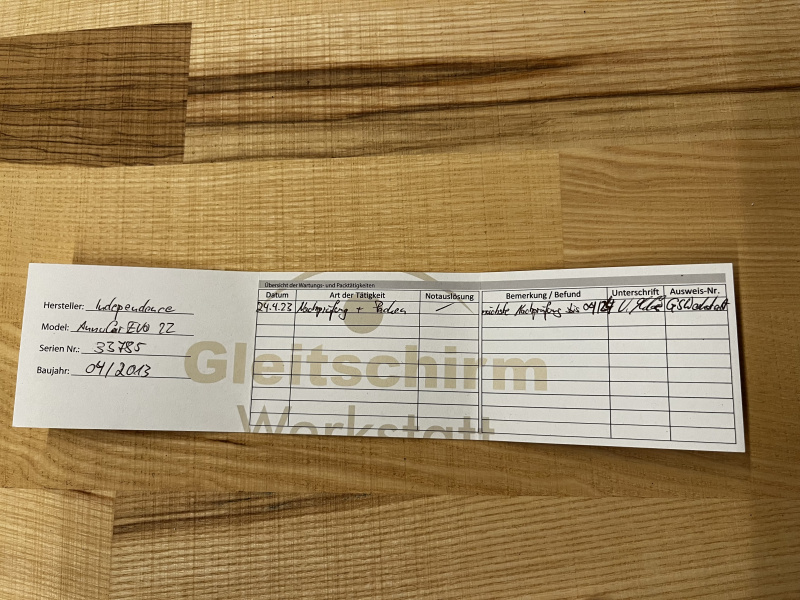 Hersteller: Independence
Model: Annular EVO 22
Serien Nr.: 33785
Baujahr: 04/2013
Gleitschirm
Werkstatt
Übersicht der Wartungs- und Packtätigkeiten
Datum Art der Tätigkeit Notauslösung Bemerkung / Befund Unterschrift Ausweis-Nr.
24.4.23 Nachprüfung + Packen / nächste Nachprüfung bis 04/ GSWerkstatt